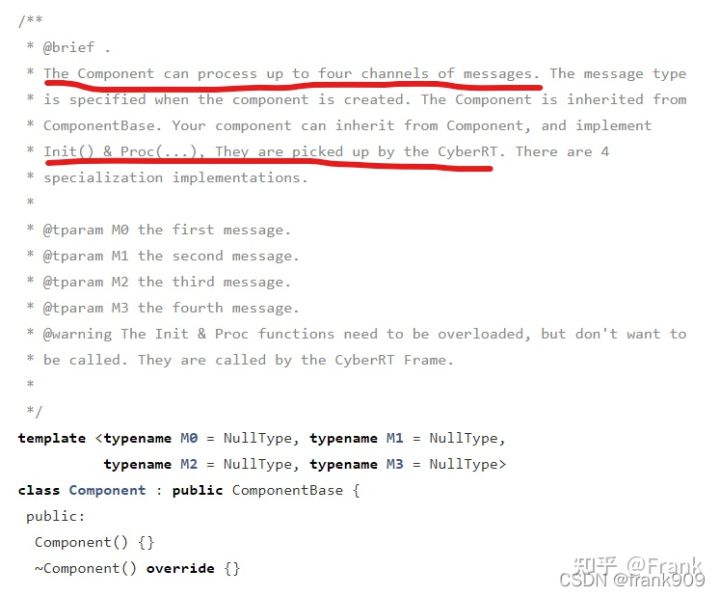 /**
* @brief .
* The Component can process up to four channels of messages. The message type
* is specified when the component is created. The Component is inherited from
* ComponentBase. Your component can inherit from Component, and implement
* Init() & Proc(...), They are picked up by the CyberRT. There are 4
* specialization implementations.
*
* @tparam M0 the first message.
* @tparam M1 the second message.
* @tparam M2 the third message.
* @tparam M3 the fourth message.
* @warning The Init & Proc functions need to be overloaded, but don't want to
* be called. They are called by the CyberRT Frame.
*
*/
template <typename M0 = NullType, typename M1 = NullType,
typename M2 = NullType, typename M3 = NullType>
class Component : public ComponentBase {
public:
Component() {}
~Component() override {}
知乎 @Frank
CSDN @frank909